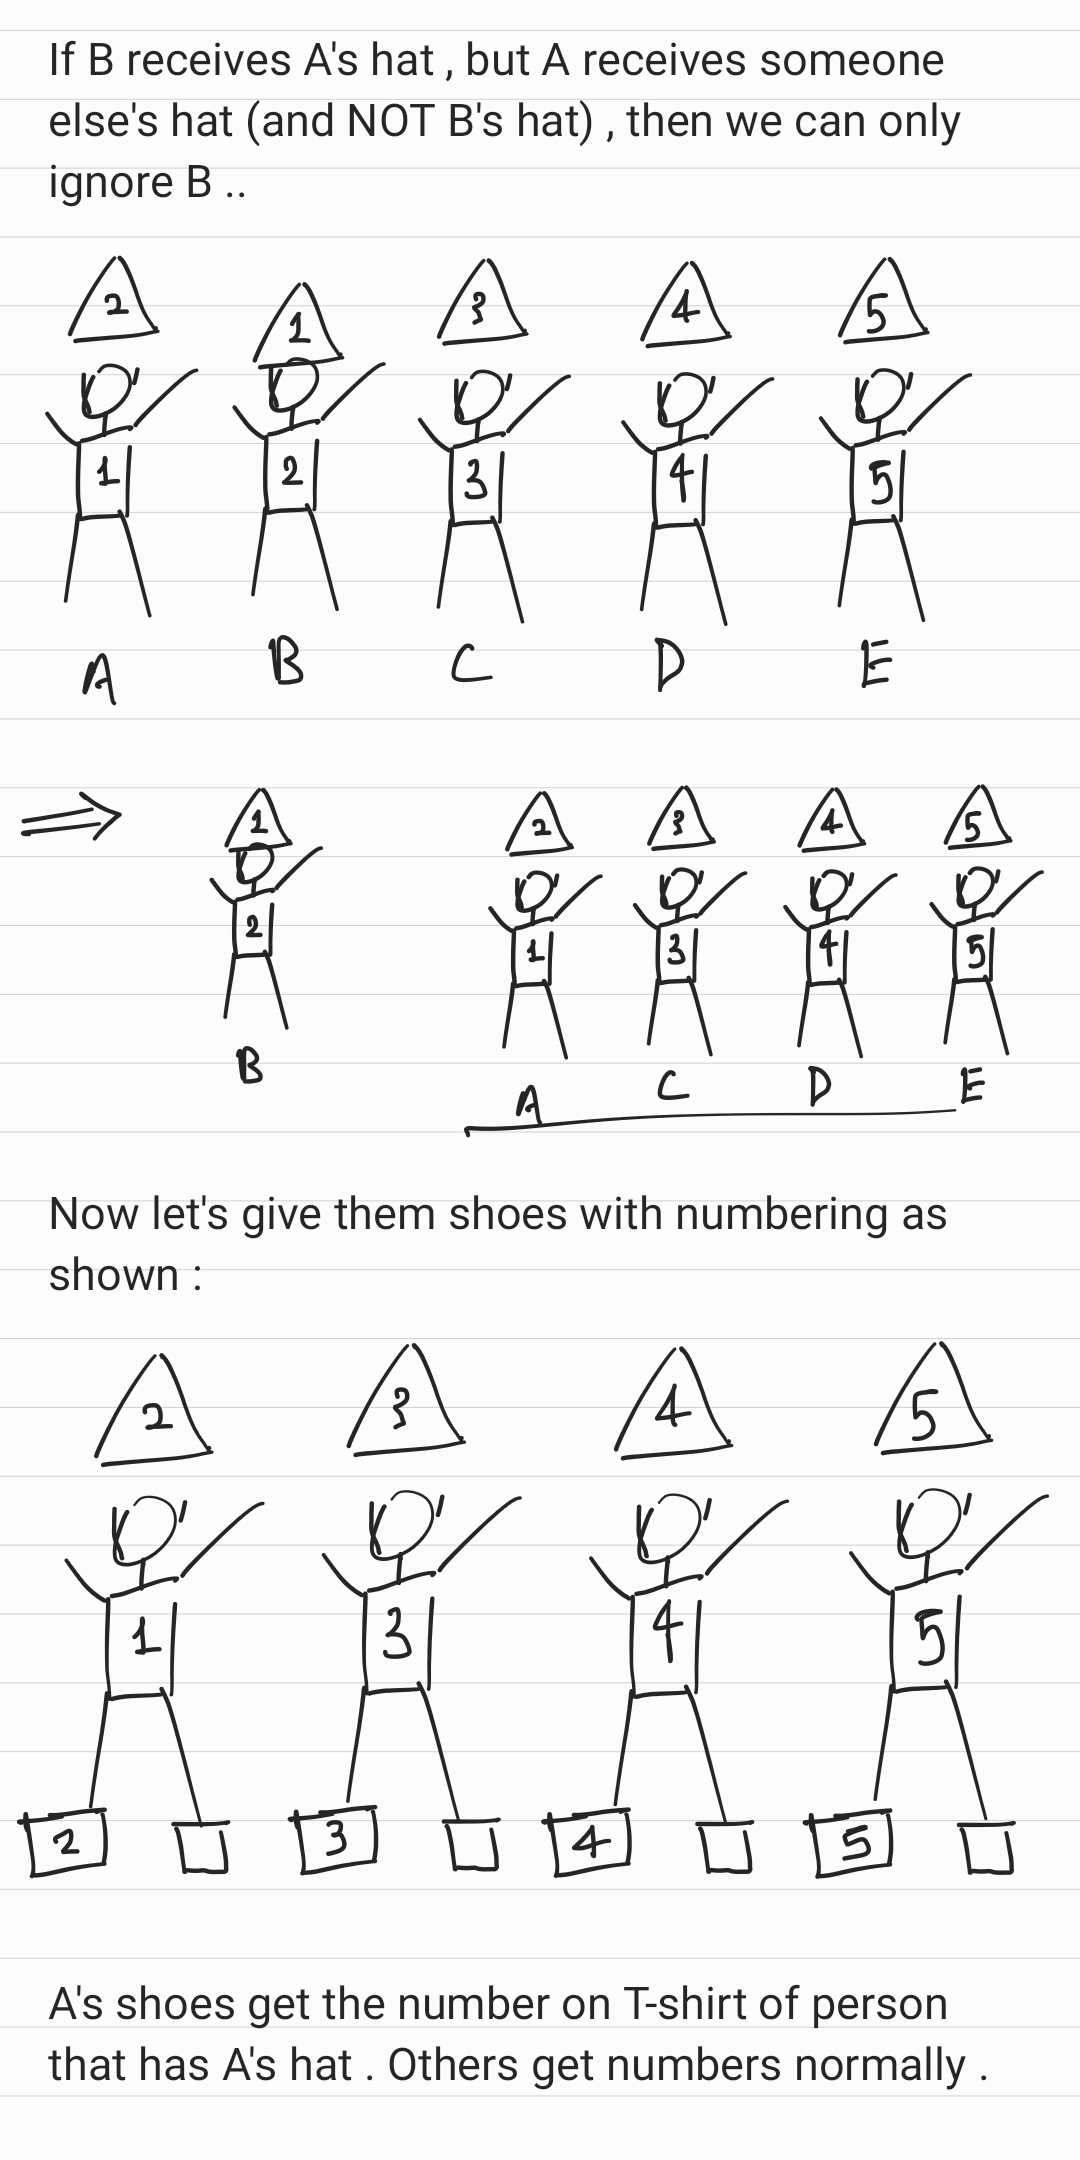 If B receives A's hat , but A receives someone
else's hat (and NOT B's hat) , then we can only
ignore B ..
2 1 3 4 5
1 2 3 4 5
A B C D E
1 2 3 4 5
2 1 3 4 5
B A C D E
Now let's give them shoes with numbering as
shown :
2 3 4 5
1 3 4 5
2 3 4 5
A's shoes get the number on T-shirt of person
that has A's hat . Others get numbers normally .